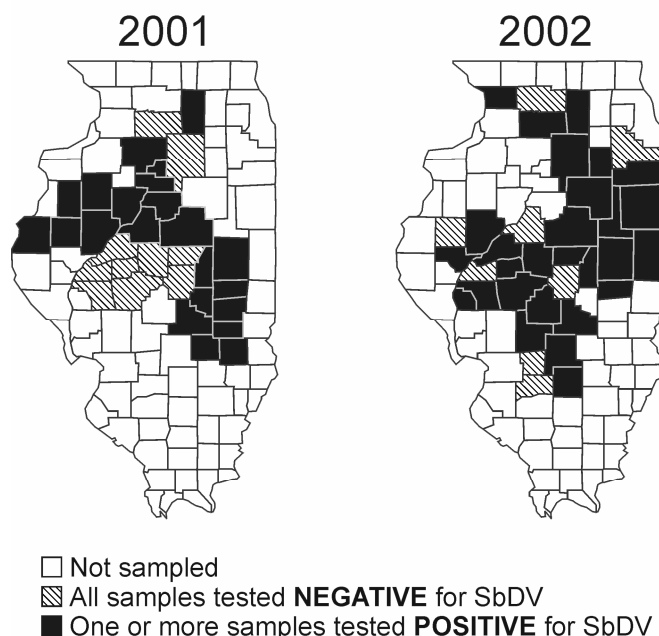 2001
2002
Not sampled
All samples tested NEGATIVE for SbDV
One or more samples tested POSITIVE for SbDV